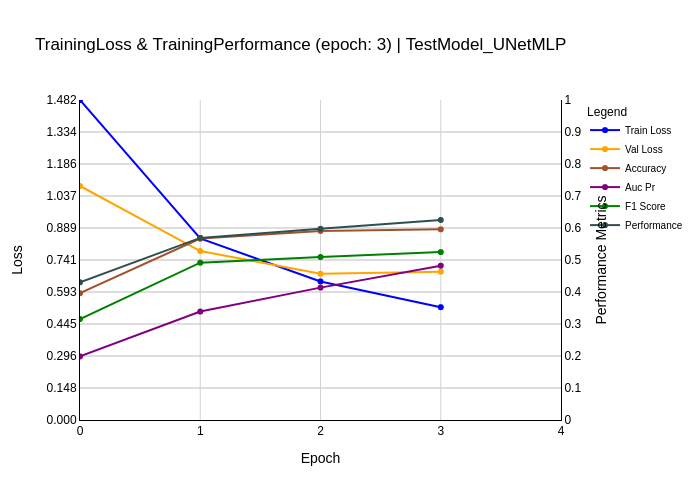 TrainingLoss & TrainingPerformance (epoch: 3) | TestModel_UNetMLP
1.482
1.334
1.186
1.037
0.889
0.741
0.593
0.445
0.296
0.148
0.000
Loss
0
1
2
3
4
Epoch
1
0.9
0.8
0.7
0.6
0.5
0.4
0.3
0.2
0.1
0
Performance Metrics
Legend
Train Loss
Val Loss
Accuracy
Auc Pr
F1 Score
Performance